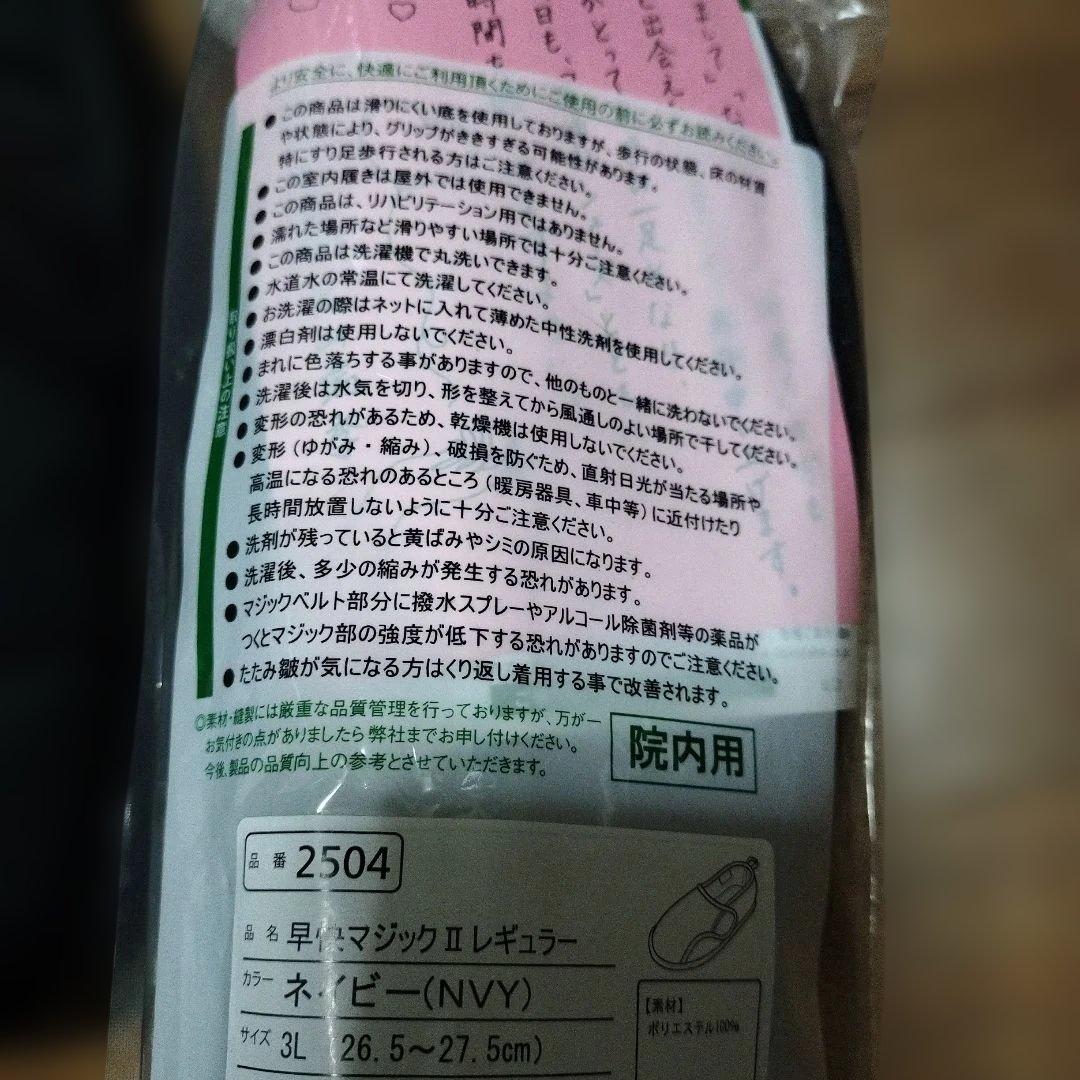 より安全に、快適にご利用頂くためにご使用の前に必ずお読みください。
取り扱い上の注意
●この商品は滑りにくい底を使用しておりますが、歩行の状態、床の材質
や状態により、グリップがききすぎる可能性があります。
特にすり足歩行される方はご注意ください。
●この室内履きは屋外では使用できません。
●この商品は、リハビリテーション用ではありません。
●濡れた場所など滑りやすい場所では十分ご注意ください。
●この商品は洗濯機で丸洗いできます。
●水道水の常温にて洗濯してください。
●お洗濯の際はネットに入れて薄めた中性洗剤を使用してください。
●漂白剤は使用しないでください。
●まれに色落ちする事がありますので、他のものと一緒に洗わないでください。
●洗濯後は水気を切り、形を整えてから風通しのよい場所で干してください。
●変形の恐れがあるため、乾燥機は使用しないでください。
●変形（ゆがみ・縮み）、破損を防ぐため、直射日光が当たる場所や
高温になる恐れのあるところ（暖房器具、車中等）に近付けたり
長時間放置しないように十分ご注意ください。
●洗剤が残っていると黄ばみやシミの原因になります。
●洗濯後、多少の縮みが発生する恐れがあります。
●マジックベルト部分に撥水スプレーやアルコール除菌剤等の薬品が
つくとマジック部の強度が低下する恐れがありますのでご注意ください。
●たたみ皺が気になる方はくり返し着用する事で改善されます。
◎素材・縫製には厳重な品質管理を行っておりますが、万が一
お気付きの点がありましたら弊社までお申し付けください。
今後、製品の品質向上の参考とさせていただきます。
院内用
品番 2504
品名 早快マジックⅡレギュラー
カラー ネイビー(NVY)
サイズ 3L (26.5〜27.5cm)
【素材】
ポリエステル100%